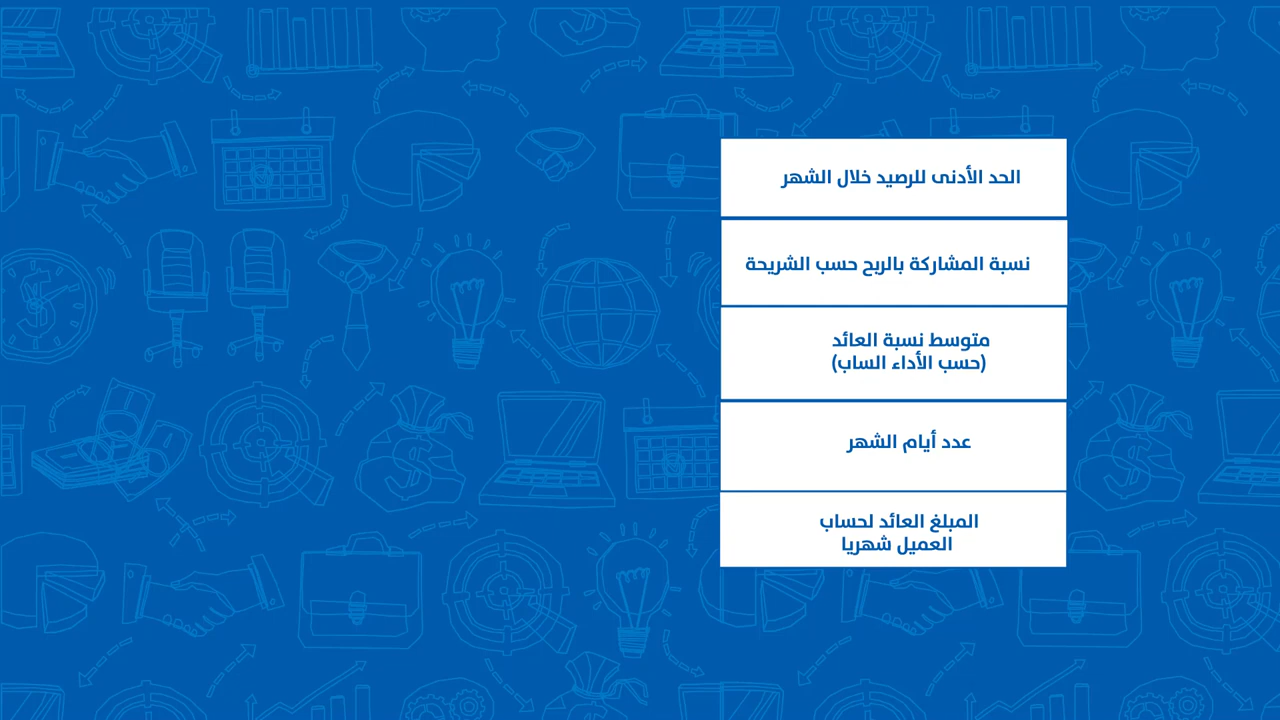 الحد الأدنى للرصيد خلال الشهر
نسبة المشاركة بالربح حسب الشريحة
متوسط نسبة العائد
(حسب الأداء الساب)
عدد أيام الشهر
المبلغ العائد لحساب
العميل شهريا